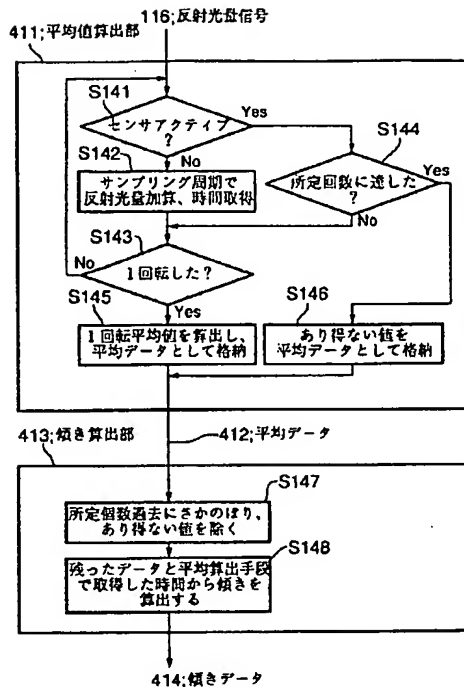 116;反射光量信号
411;平均値算出部
S141
センサアクティブ
?
Yes
S144
S142
No
Yes
サンプリング周期で
反射光量加算、時間取得
所定回数に達した
?
S143
No
No
1回転した?
S145
Yes
S146
1回転平均値を算出し、
平均データとして格納
あり得ない値を
平均データとして格納
413;傾き算出部
412;平均データ
S147
所定個数過去にさかのぼり、
あり得ない値を除く
S148
残ったデータと平均算出手段
で取得した時間から傾きを
算出する
414;傾きデータ